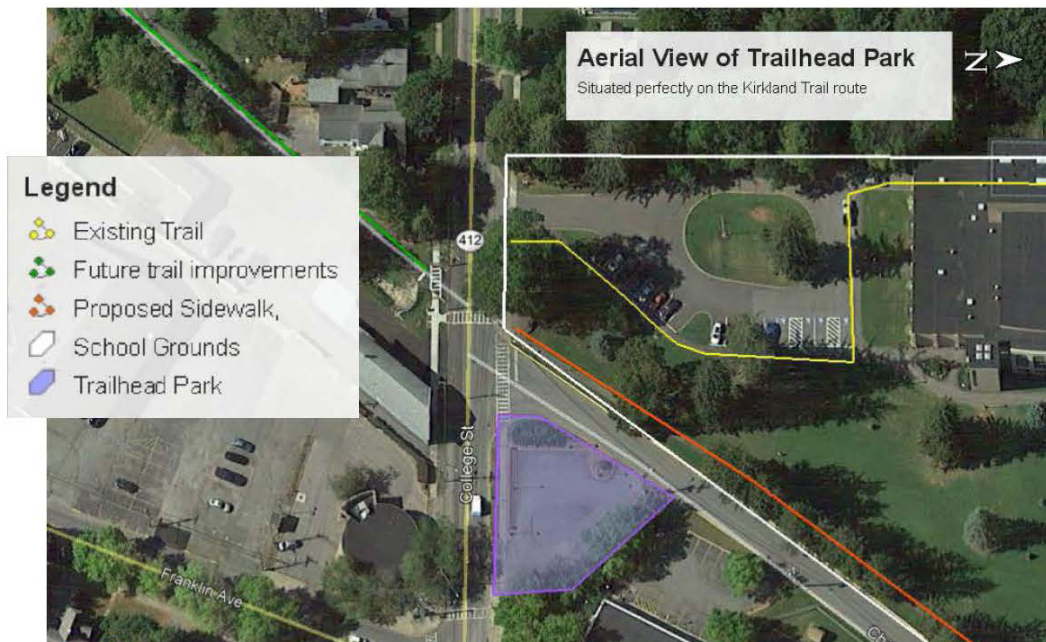 Aerial View of Trailhead Park
Situated perfectly on the Kirkland Trail route
N
Legend
Existing Trail
Future trail improvements
Proposed Sidewalk,
School Grounds
Trailhead Park
412
College St
Franklin Ave